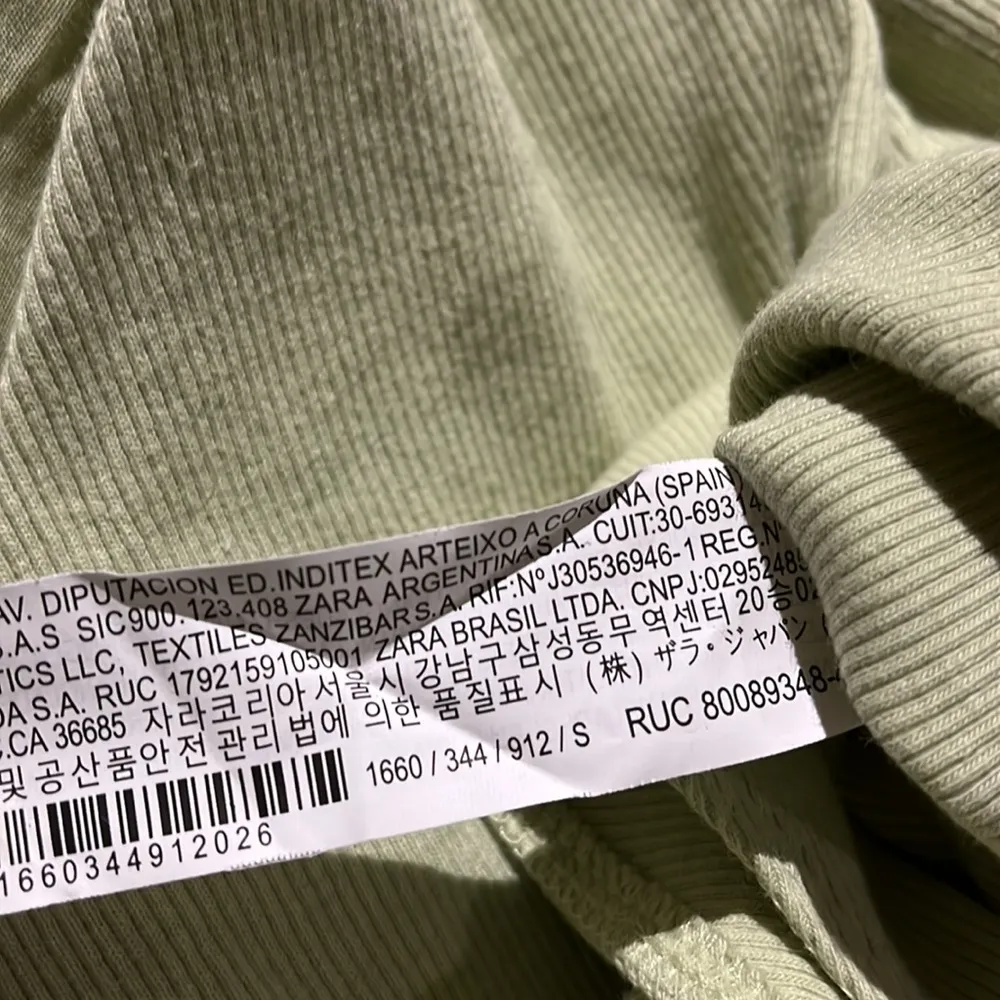 AV. DIPUTACION ED.INDITEX ARTEIXO A CORUNA (SPAIN)
.A.S. SIC900.123.408 ZARA ARGENTINA S.A. CUIT:30-69314
TICS LLC, TEXTILES ZANZIBAR S.A. RIF:NºJ30536946-1 REG.Nº
DA S.A. RUC 1792159105001 ZARA BRASIL LTDA. CNPJ:02952485
CA 36685 자라코리아 서울시 강남구삼성동무역센터 20층02
및 공산품안전 관리 법에 의한 품질표시 (株) ザラ・ジャパン
1660 / 344 / 912 / S RUC 80089348-
1660344912026